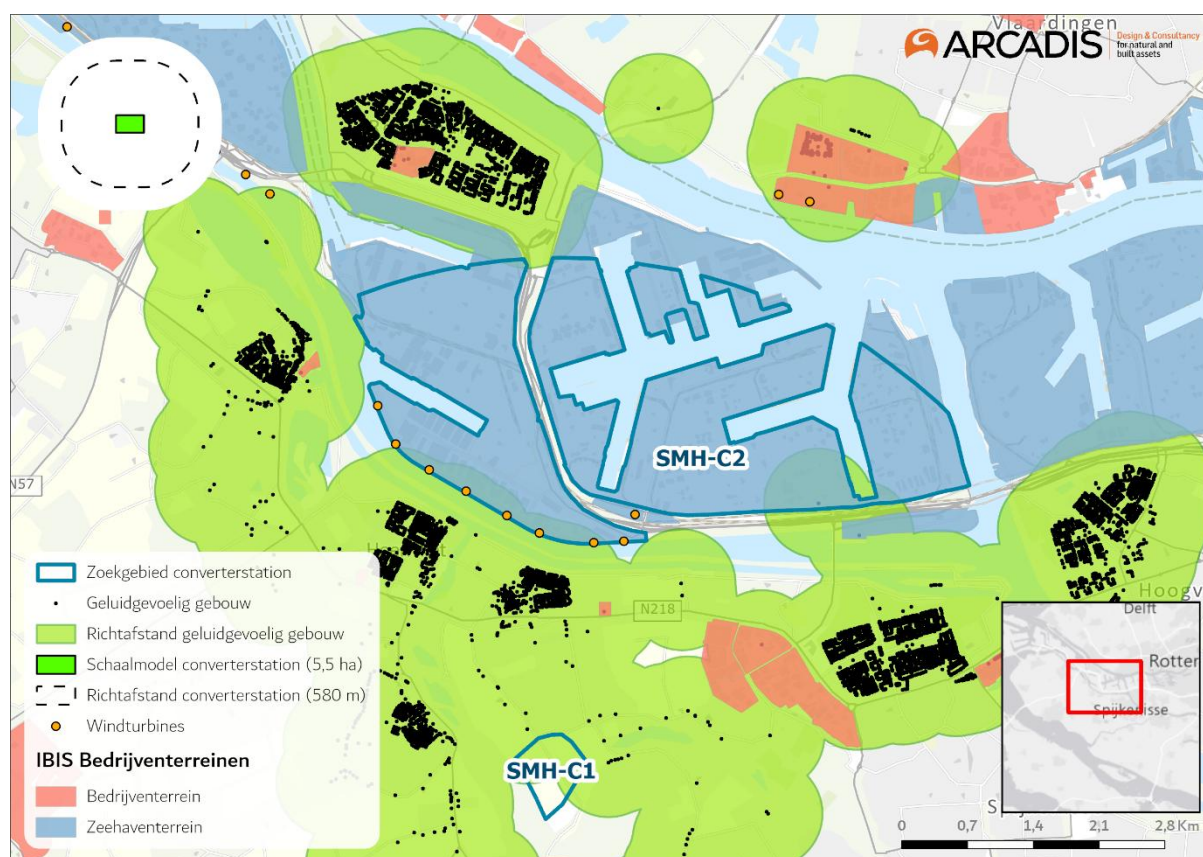 Vlaardingen
ARCADIS
Design & Consultancy
for natural and
built assets
SMH-C2
N57
N218
Hoogv
SMH-C1
Zoekgebied converterstation
Geluidgevoelig gebouw
Richtafstand geluidgevoelig gebouw
Schaalmodel converterstation (5,5 ha)
Richtafstand converterstation (580 m)
Windturbines
IBIS Bedrijventerreinen
Bedrijventerrein
Zeehaventerrein
Delft
Rotter
Spijkenisse
0 0,7 1,4 2,1 2,8 Km